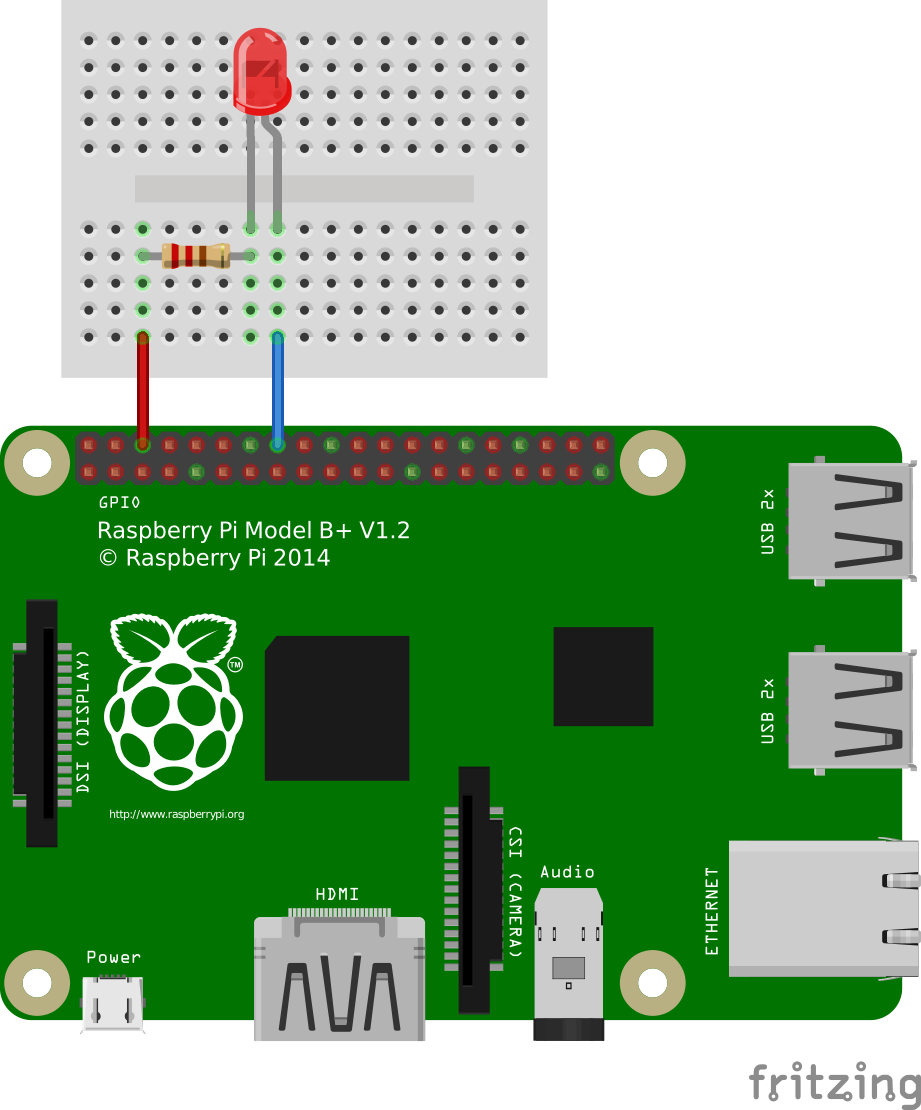 GPIO
Raspberry Pi Model B+ V1.2
© Raspberry Pi 2014
USB 2x
DSI (DISPLAY)
TM
USB 2x
http://www.raspberrypi.org
CSI (CAMERA)
Audio
ETHERNET
HDMI
Power
fritzing